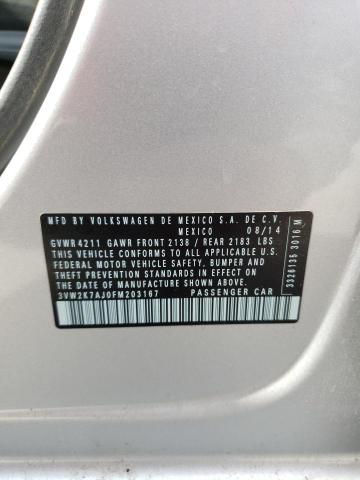 MFD BY VOLKSWAGEN DE MEXICO S.A. DE C.V.
MEXICO 08/14
GVWR 4211 GAWR FRONT 2138 / REAR 2183 LBS
THIS VEHICLE CONFORMS TO ALL APPLICABLE U.S.
FEDERAL MOTOR VEHICLE SAFETY, BUMPER, AND
THEFT PREVENTION STANDARDS IN EFFECT ON THE
DATE OF MANUFACTURE SHOWN ABOVE.
3VW2K7AJ0FM203167 PASSENGER CAR
3326136 3016 M